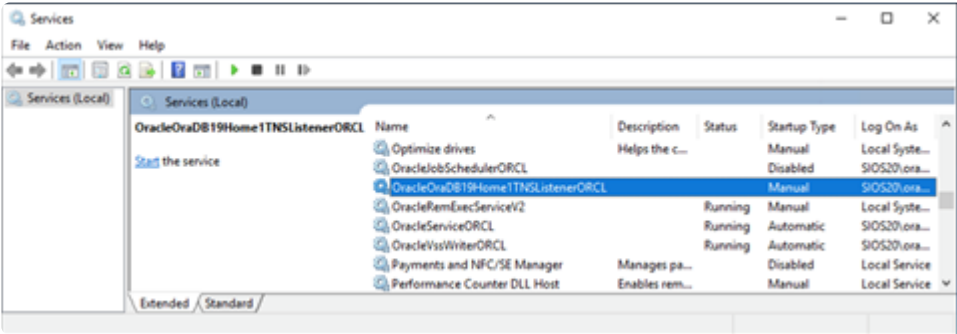 Services
File Action View Help
Services (Local)
Services (Local)
OracleOraDB19Home1TNSListenerORCL
Start the service
Name Description Status Startup Type Log On As
Optimize drives Helps the c... Manual Local Syste...
OracleJobSchedulerORCL Disabled SIOS20\ora...
OracleOraDB19Home1TNSListenerORCL Manual SIOS20\ora...
OracleRemExecServiceV2 Running Manual Local Syste...
OracleServiceORCL Running Automatic SIOS20\ora...
OracleVssWriterORCL Running Automatic SIOS20\ora...
Payments and NFC/SE Manager Manages pa... Disabled Local Service
Performance Counter DLL Host Enables rem... Manual Local Service
Extended Standard